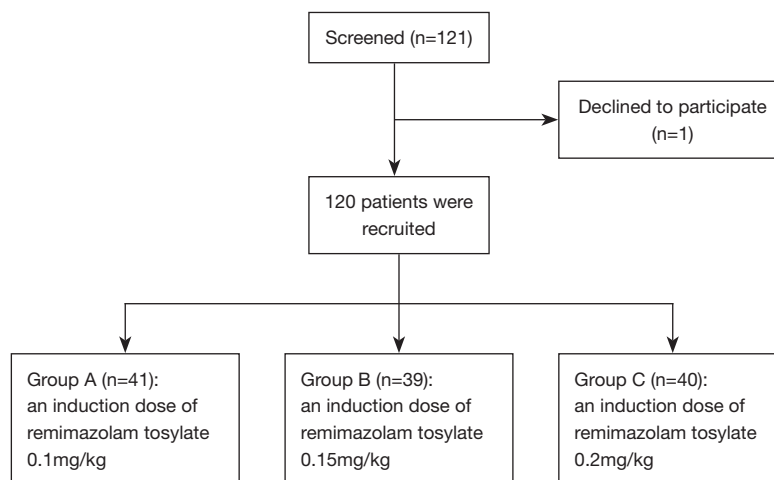 Screened (n=121)
Declined to participate
(n=1)
120 patients were
recruited
Group A (n=41):
an induction dose of
remimazolam tosylate
0.1mg/kg
Group B (n=39):
an induction dose of
remimazolam tosylate
0.15mg/kg
Group C (n=40):
an induction dose of
remimazolam tosylate
0.2mg/kg